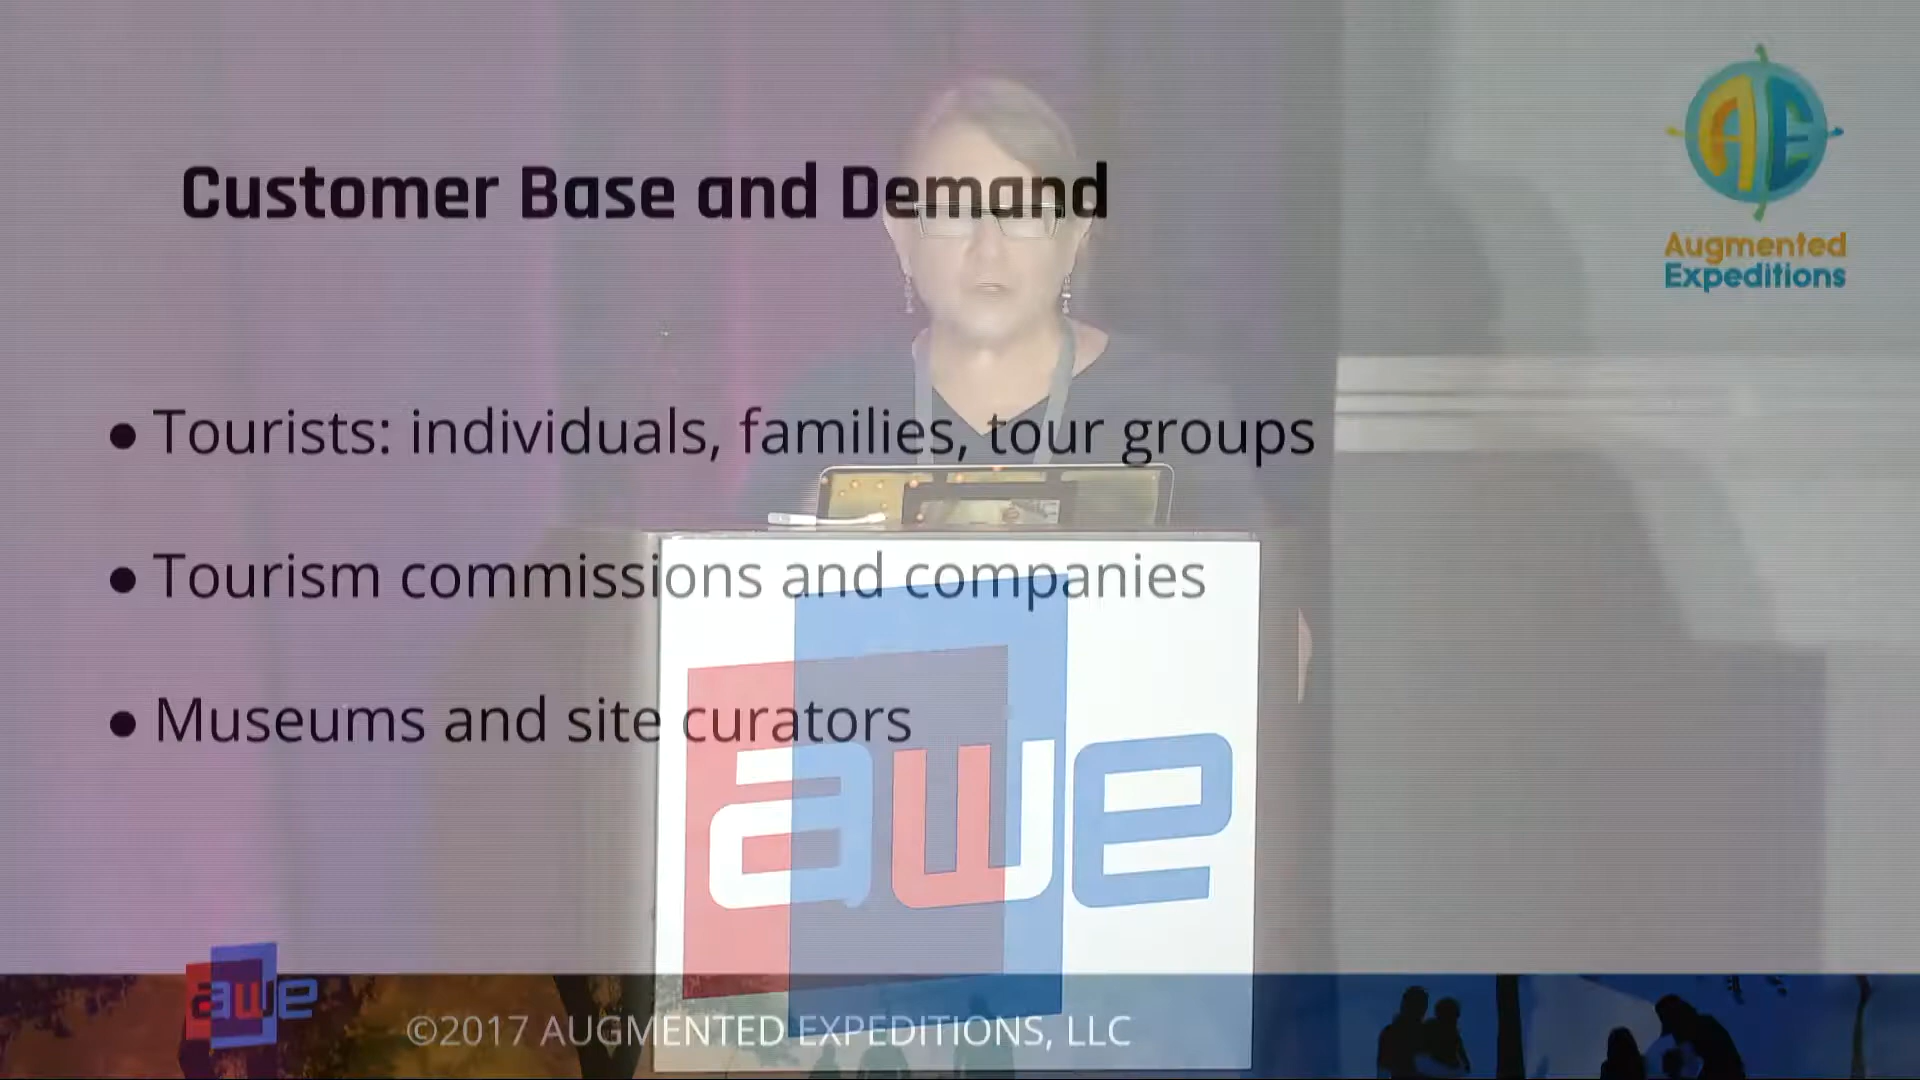 Customer Base and Demand
AE
Augmented
Expeditions
● Tourists: individuals, families, tour groups
● Tourism commissions and companies
● Museums and site curators
awe
awe
©2017 AUGMENTED EXPEDITIONS, LLC